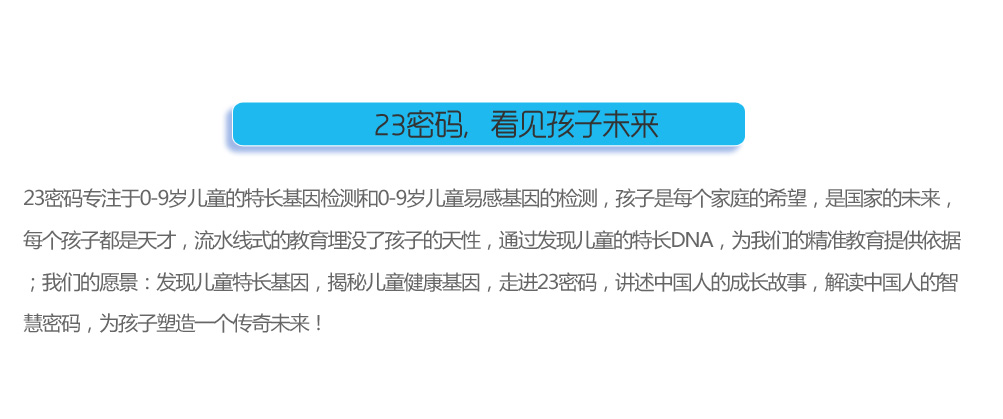 23密码，看见孩子未来
23密码专注于0-9岁儿童的特长基因检测和0-9岁儿童易感基因的检测，孩子是每个家庭的希望，是国家的未来，
每个孩子都是天才，流水线式的教育埋没了孩子的天性，通过发现儿童的特长DNA，为我们的精准教育提供依据
；我们的愿景：发现儿童特长基因，揭秘儿童健康基因，走进23密码，讲述中国人的成长故事，解读中国人的智
慧密码，为孩子塑造一个传奇未来！